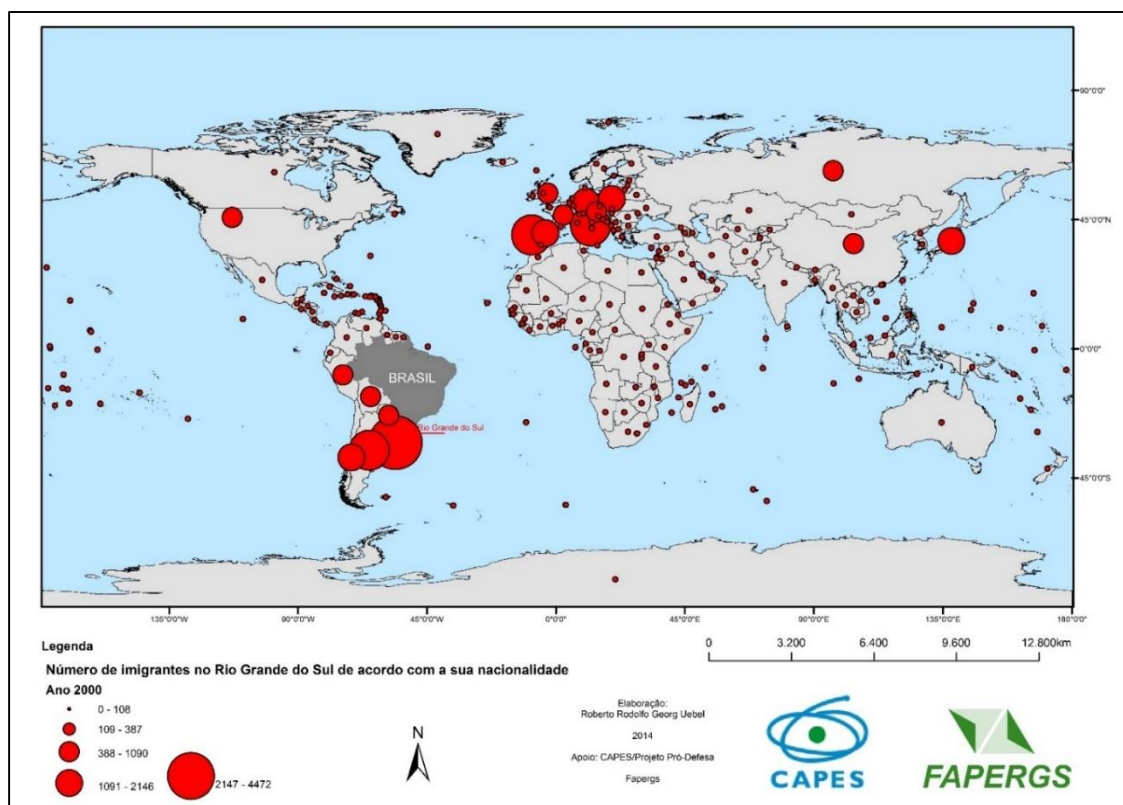 90°0'0"
45°0'0"N
BRASIL
0°0'0"
Rio Grande do Sul
45°0'0"S
135°0'0"W
90°0'0"W
45°0'0"W
0°0'0"
45°0'0"E
90°0'0"E
135°0'0"E
180°0'0"
Legenda
0 3.200 6.400 9.600 12.800km
Número de imigrantes no Rio Grande do Sul de acordo com a sua nacionalidade
Ano 2000
0 - 108
109 - 387
388 - 1090
1091 - 2146
2147 - 4472
N
Elaboração:
Roberto Rodolfo Georg Uebel
2014
Apoio: CAPES/Projeto Pró-Defesa
Fapergs
CAPES
FAPERGS